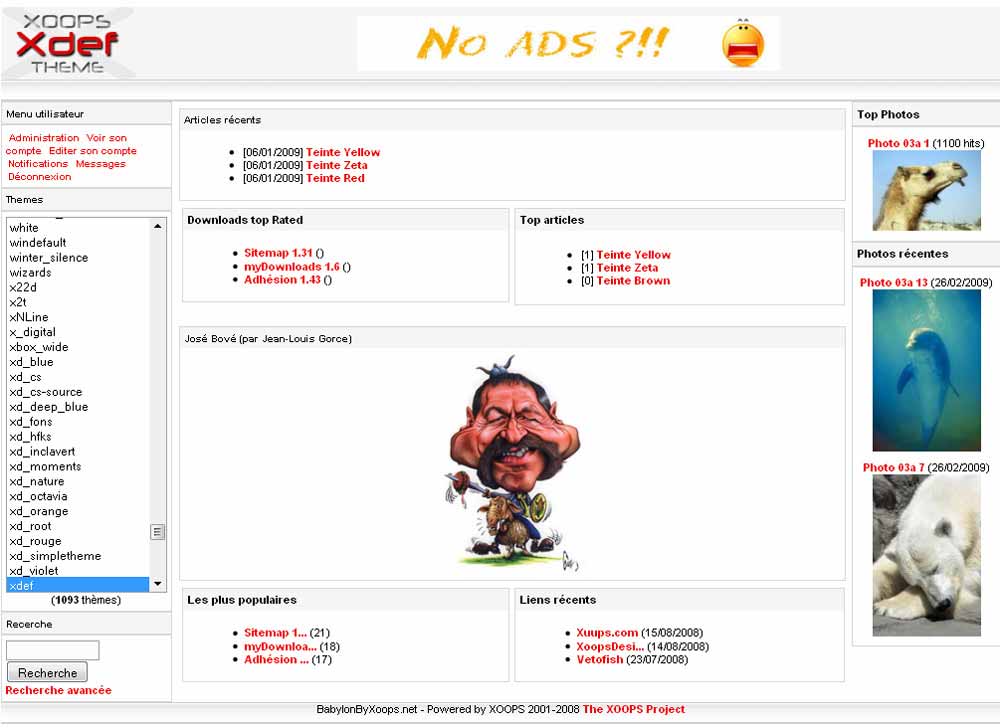 XOOPS
Xdef
THEME
No ADS ?!!
Menu utilisateur
Administration Voir son
compte Editer son compte
Notifications Messages
Déconnexion
Themes
white
windefault
winter_silence
wizards
x22d
x2t
xNLine
x_digital
xbox_wide
xd_blue
xd_cs
xd_cs-source
xd_deep_blue
xd_fons
xd_hfks
xd_inclavert
xd_moments
xd_nature
xd_octavia
xd_orange
xd_root
xd_rouge
xd_simpletheme
xd_violet
xdef
(1093 thèmes)
Recerche
Recherche
Recherche avancée
Articles récents
[06/01/2009] Teinte Yellow
[06/01/2009] Teinte Zeta
[06/01/2009] Teinte Red
Downloads top Rated
Sitemap 1.31 ()
myDownloads 1.6 ()
Adhésion 1.43 ()
Top articles
[1] Teinte Yellow
[1] Teinte Zeta
[0] Teinte Brown
José Bové (par Jean-Louis Gorce)
Les plus populaires
Sitemap 1... (21)
myDownloa... (18)
Adhésion ... (17)
Liens récents
Xuups.com (15/08/2008)
XoopsDesi... (14/08/2008)
Vetofish (23/07/2008)
Top Photos
Photo 03a 1 (1100 hits)
Photos récentes
Photo 03a 13 (26/02/2009)
Photo 03a 7 (26/02/2009)
BabylonByXoops.net - Powered by XOOPS 2001-2008 The XOOPS Project